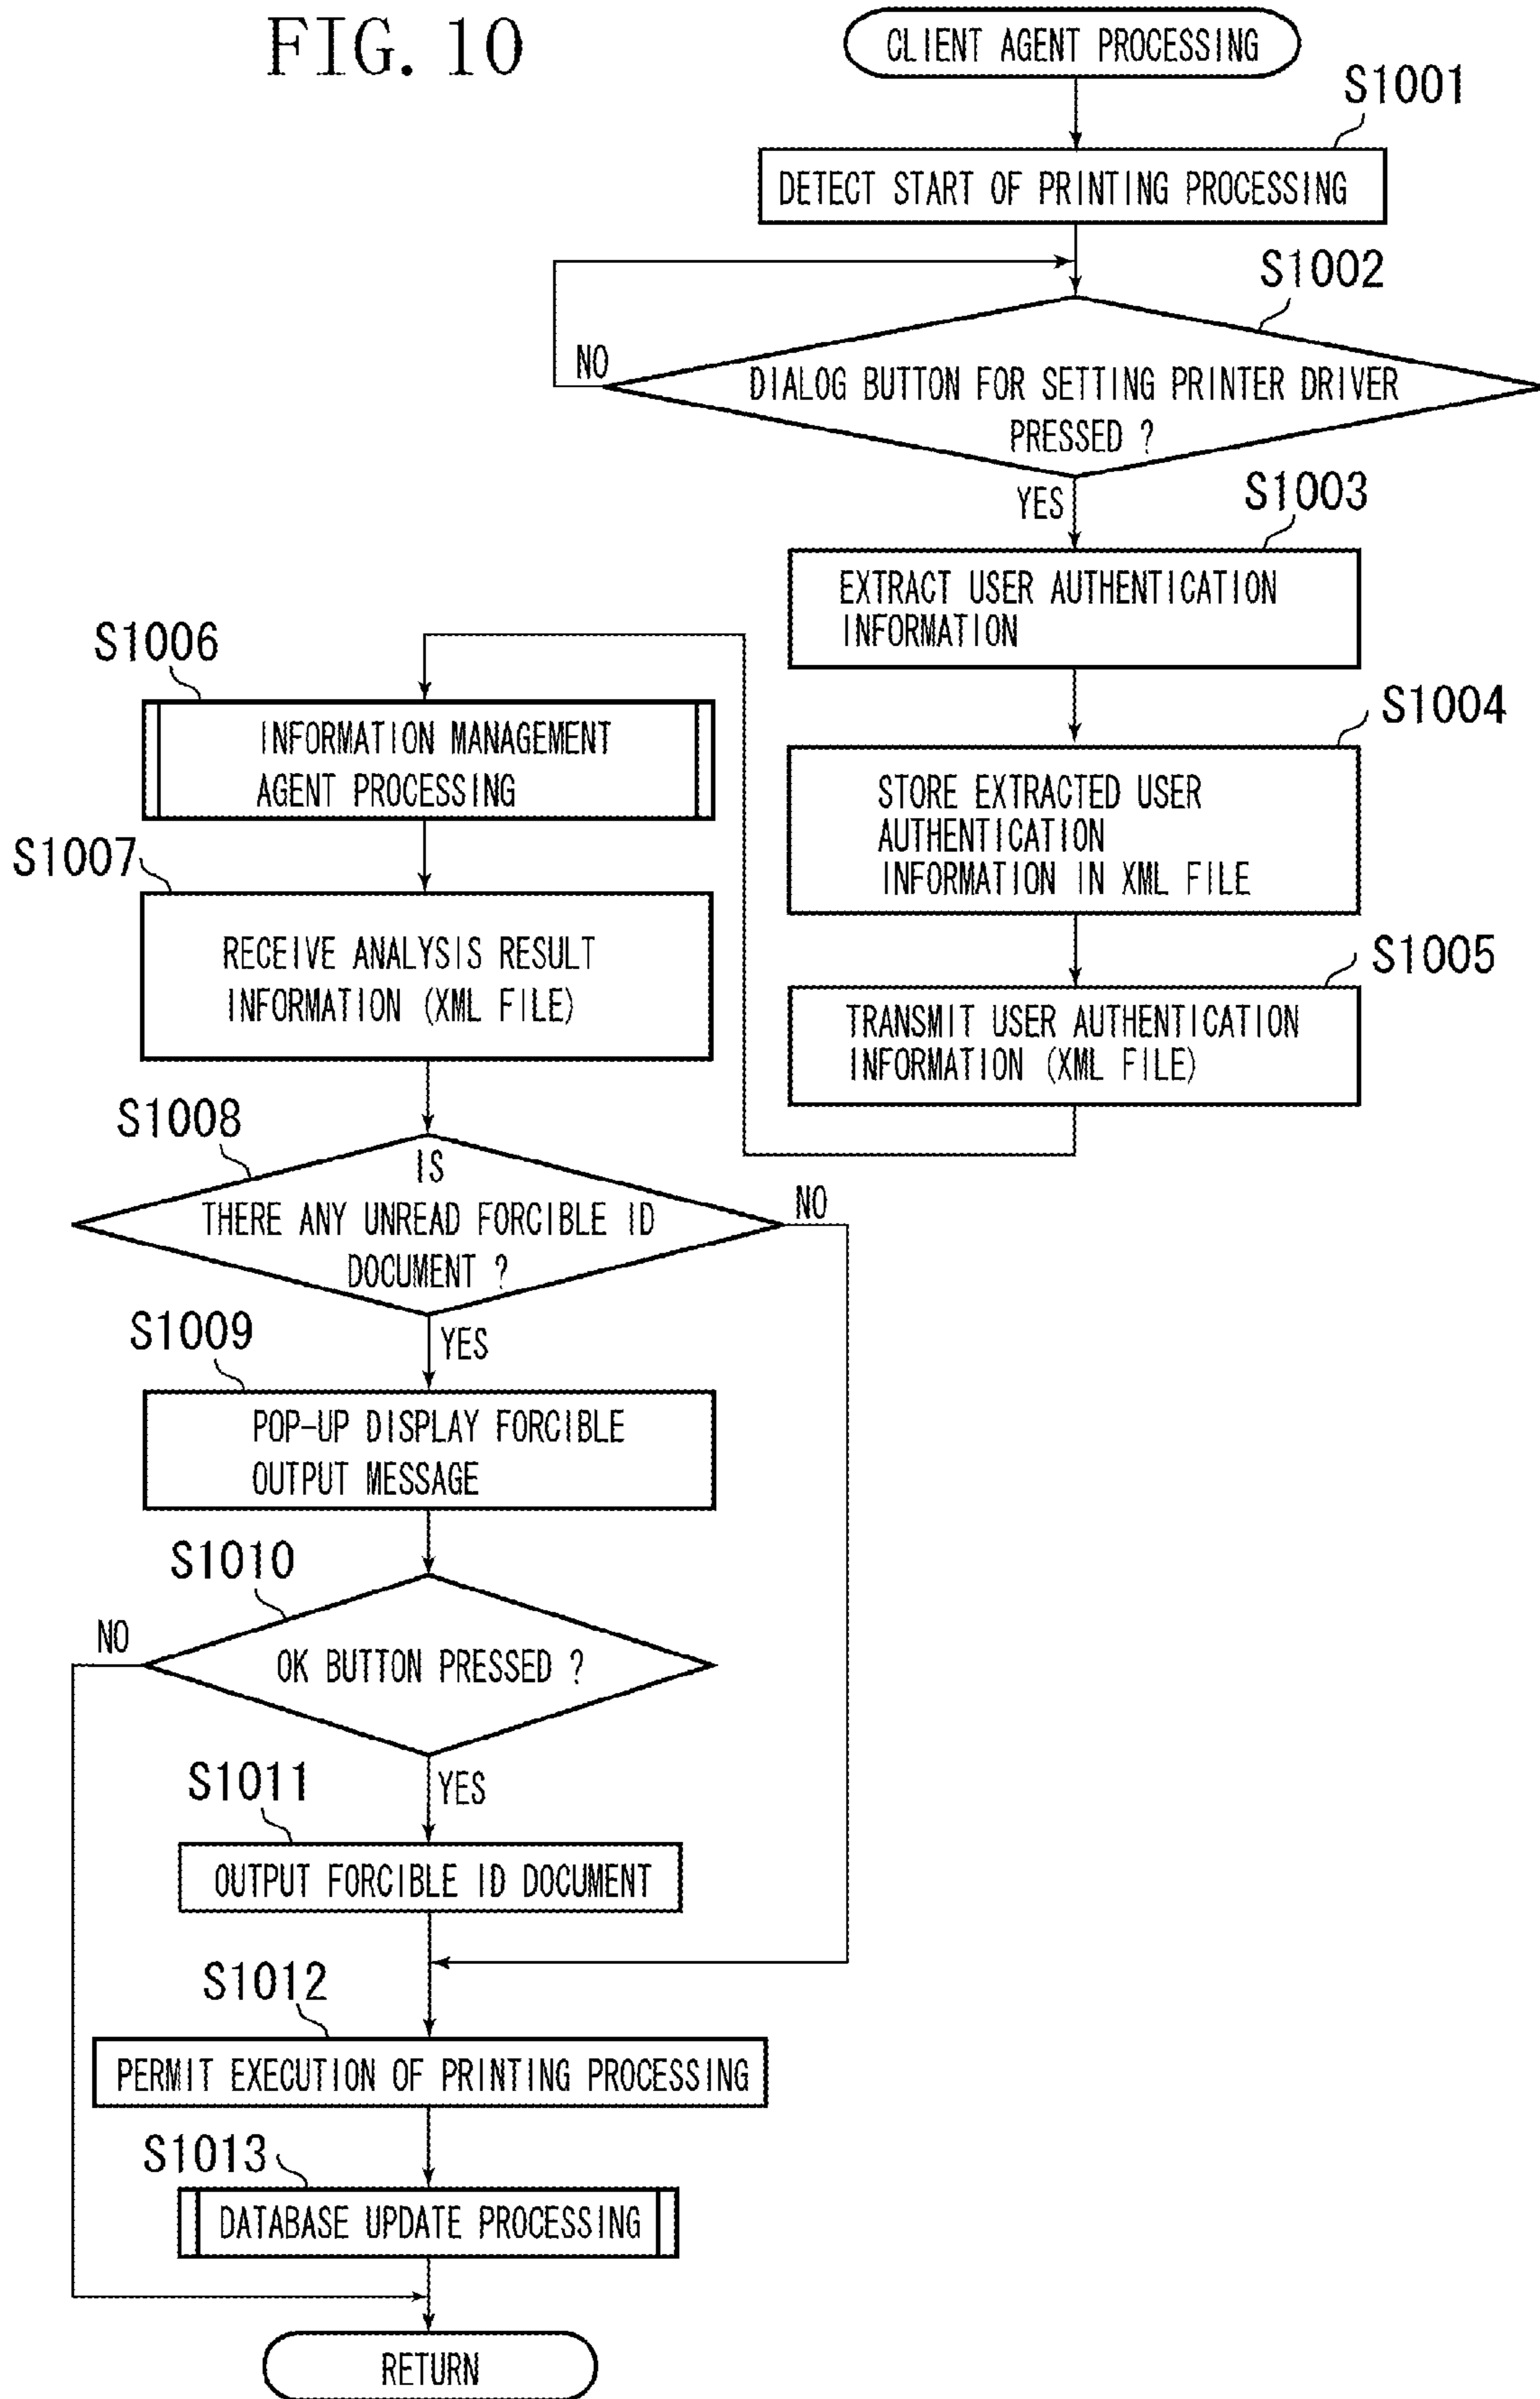 FIG. 10
CLIENT AGENT PROCESSING
S1001
DETECT START OF PRINTING PROCESSING
S1002
NO
DIALOG BUTTON FOR SETTING PRINTER DRIVER
PRESSED ?
YES
S1003
EXTRACT USER AUTHENTICATION
INFORMATION
S1004
STORE EXTRACTED USER
AUTHENTICATION
INFORMATION IN XML FILE
S1005
TRANSMIT USER AUTHENTICATION
INFORMATION (XML FILE)
S1006
INFORMATION MANAGEMENT
AGENT PROCESSING
S1007
RECEIVE ANALYSIS RESULT
INFORMATION (XML FILE)
S1008
IS
THERE ANY UNREAD FORCIBLE ID
DOCUMENT ?
NO
YES
S1009
POP-UP DISPLAY FORCIBLE
OUTPUT MESSAGE
S1010
NO
OK BUTTON PRESSED ?
YES
S1011
OUTPUT FORCIBLE ID DOCUMENT
S1012
PERMIT EXECUTION OF PRINTING PROCESSING
S1013
DATABASE UPDATE PROCESSING
RETURN